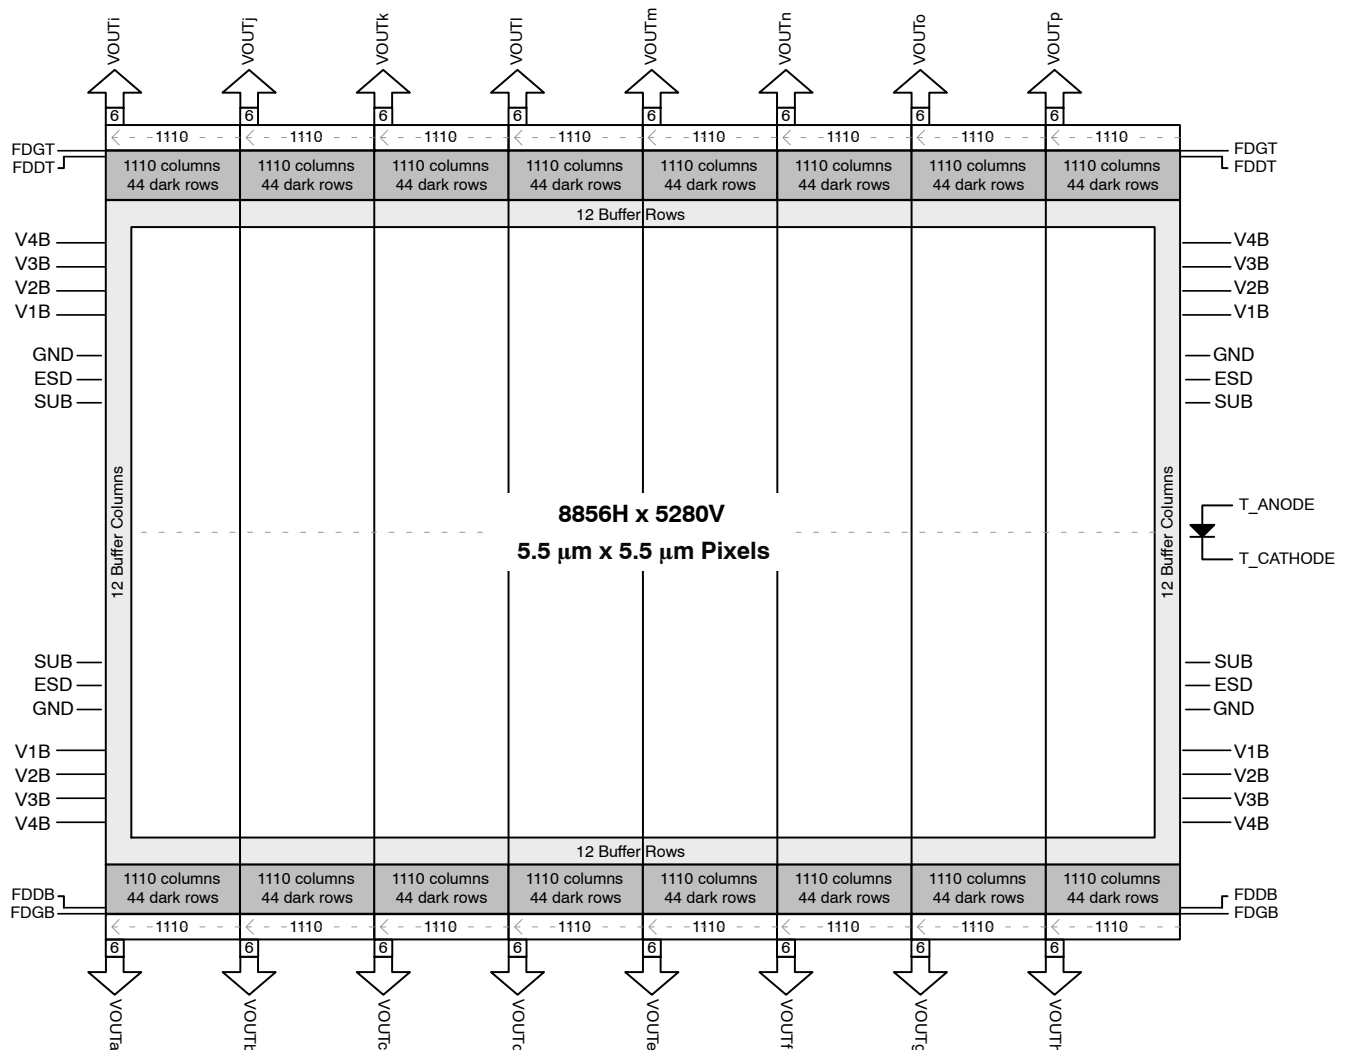 VOUTi VOUTj VOUTk VOUTl VOUTm VOUTn VOUTo VOUTp
6 6 6 6 6 6 6 6
1110 1110 1110 1110 1110 1110 1110 1110
FDGT FDGT
FDDT FDDT
1110 columns 1110 columns 1110 columns 1110 columns 1110 columns 1110 columns 1110 columns 1110 columns
44 dark rows 44 dark rows 44 dark rows 44 dark rows 44 dark rows 44 dark rows 44 dark rows 44 dark rows
12 Buffer Rows
V4B V4B
V3B V3B
V2B V2B
V1B V1B
GND GND
ESD ESD
SUB SUB
12 Buffer Columns
8856H x 5280V
5.5 μm x 5.5 μm Pixels
12 Buffer Columns
T_ANODE
T_CATHODE
SUB SUB
ESD ESD
GND GND
V1B V1B
V2B V2B
V3B V3B
V4B V4B
12 Buffer Rows
1110 columns 1110 columns 1110 columns 1110 columns 1110 columns 1110 columns 1110 columns 1110 columns
44 dark rows 44 dark rows 44 dark rows 44 dark rows 44 dark rows 44 dark rows 44 dark rows 44 dark rows
FDDB FDDB
FDGB FDGB
1110 1110 1110 1110 1110 1110 1110 1110
6 6 6 6 6 6 6 6
VOUTa VOUTb VOUTc VOUTd VOUTe VOUTf VOUTg VOUTh